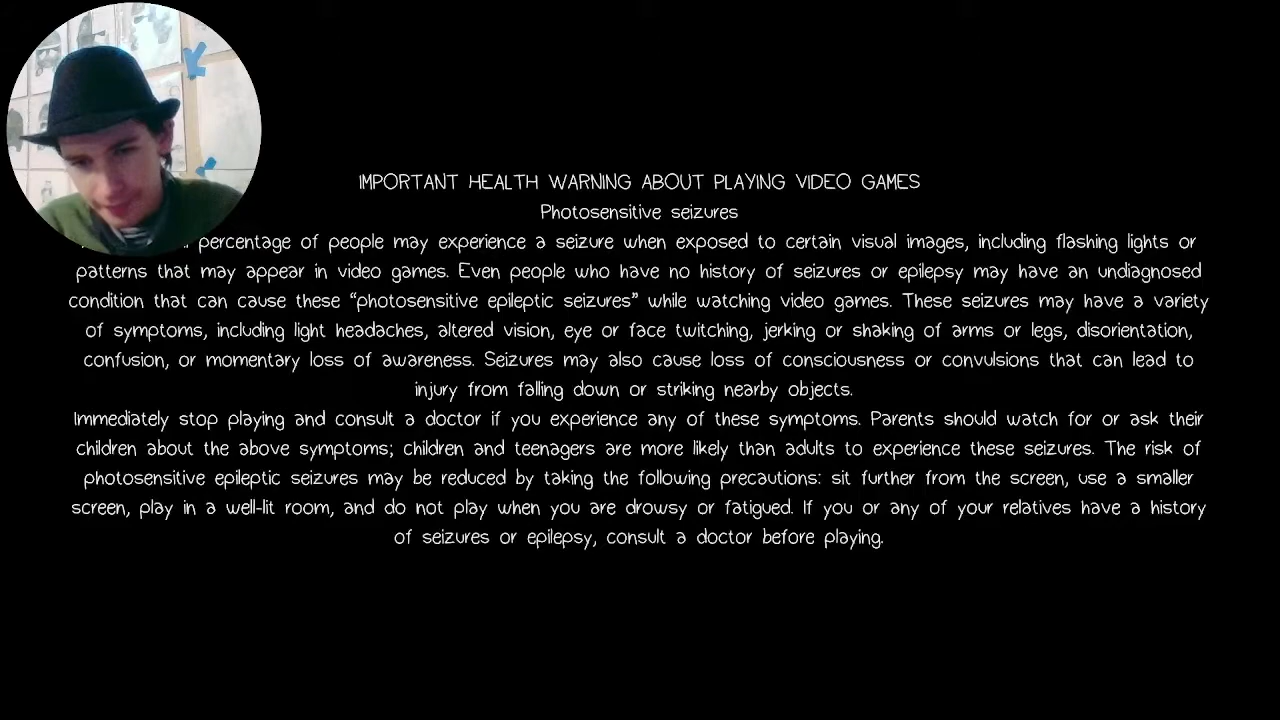 IMPORTANT HEALTH WARNING ABOUT PLAYING VIDEO GAMES
Photosensitive seizures
percentage of people may experience a seizure when exposed to certain visual images, including flashing lights or
patterns that may appear in video games. Even people who have no history of seizures or epilepsy may have an undiagnosed
condition that can cause these “photosensitive epileptic seizures” while watching video games. These seizures may have a variety
of symptoms, including light headaches, altered vision, eye or face twitching, jerking or shaking of arms or legs, disorientation,
confusion, or momentary loss of awareness. Seizures may also cause loss of consciousness or convulsions that can lead to
injury from falling down or striking nearby objects.
Immediately stop playing and consult a doctor if you experience any of these symptoms. Parents should watch for or ask their
children about the above symptoms; children and teenagers are more likely than adults to experience these seizures. The risk of
photosensitive epileptic seizures may be reduced by taking the following precautions: sit further from the screen, use a smaller
screen, play in a well-lit room, and do not play when you are drowsy or fatigued. If you or any of your relatives have a history
of seizures or epilepsy, consult a doctor before playing.